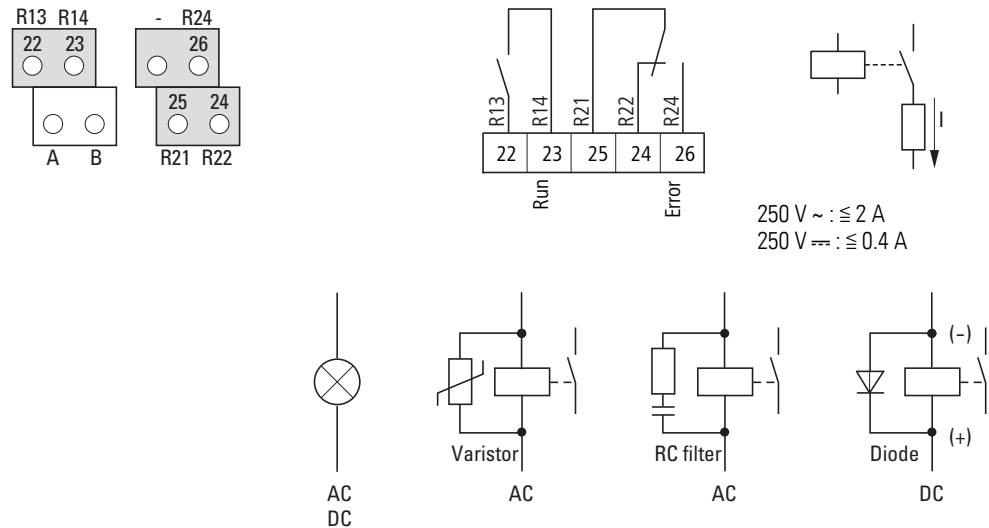 R13 R14
22 23
A B
- R24
26
25 24
R21 R22
R13 R14 R21 R22 R24
22 23 25 24 26
Run Error
I
250 V ~ : ≦ 2 A
250 V ⎓ : ≦ 0.4 A
AC
DC
Varistor
AC
RC filter
AC
(-)
(+)
Diode
DC